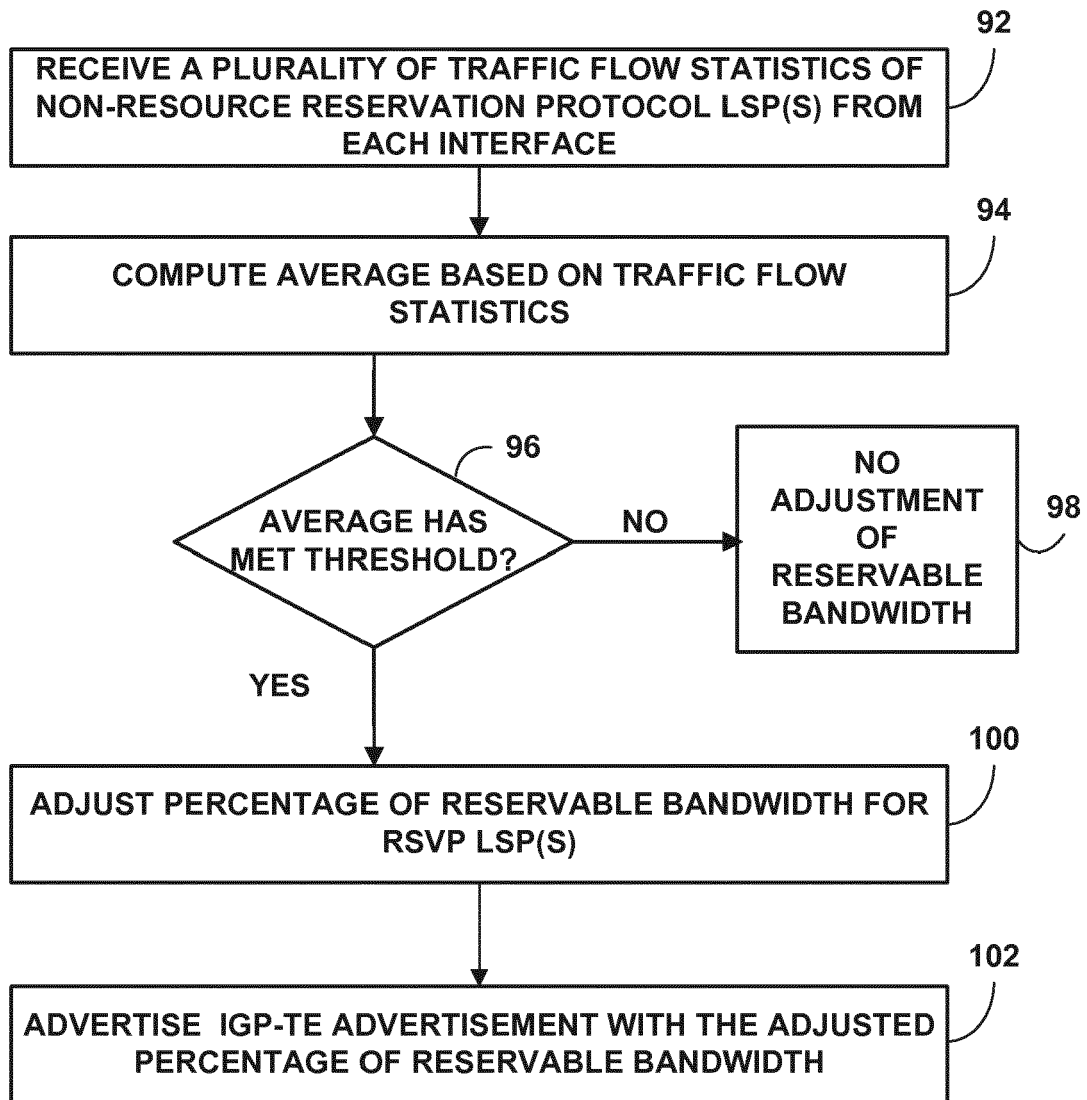 92
RECEIVE A PLURALITY OF TRAFFIC FLOW STATISTICS OF
NON-RESOURCE RESERVATION PROTOCOL LSP(S) FROM
EACH INTERFACE
94
COMPUTE AVERAGE BASED ON TRAFFIC FLOW
STATISTICS
96
AVERAGE HAS
MET THRESHOLD?
NO
NO
ADJUSTMENT
OF
RESERVABLE
BANDWIDTH
98
YES
100
ADJUST PERCENTAGE OF RESERVABLE BANDWIDTH FOR
RSVP LSP(S)
102
ADVERTISE IGP-TE ADVERTISEMENT WITH THE ADJUSTED
PERCENTAGE OF RESERVABLE BANDWIDTH